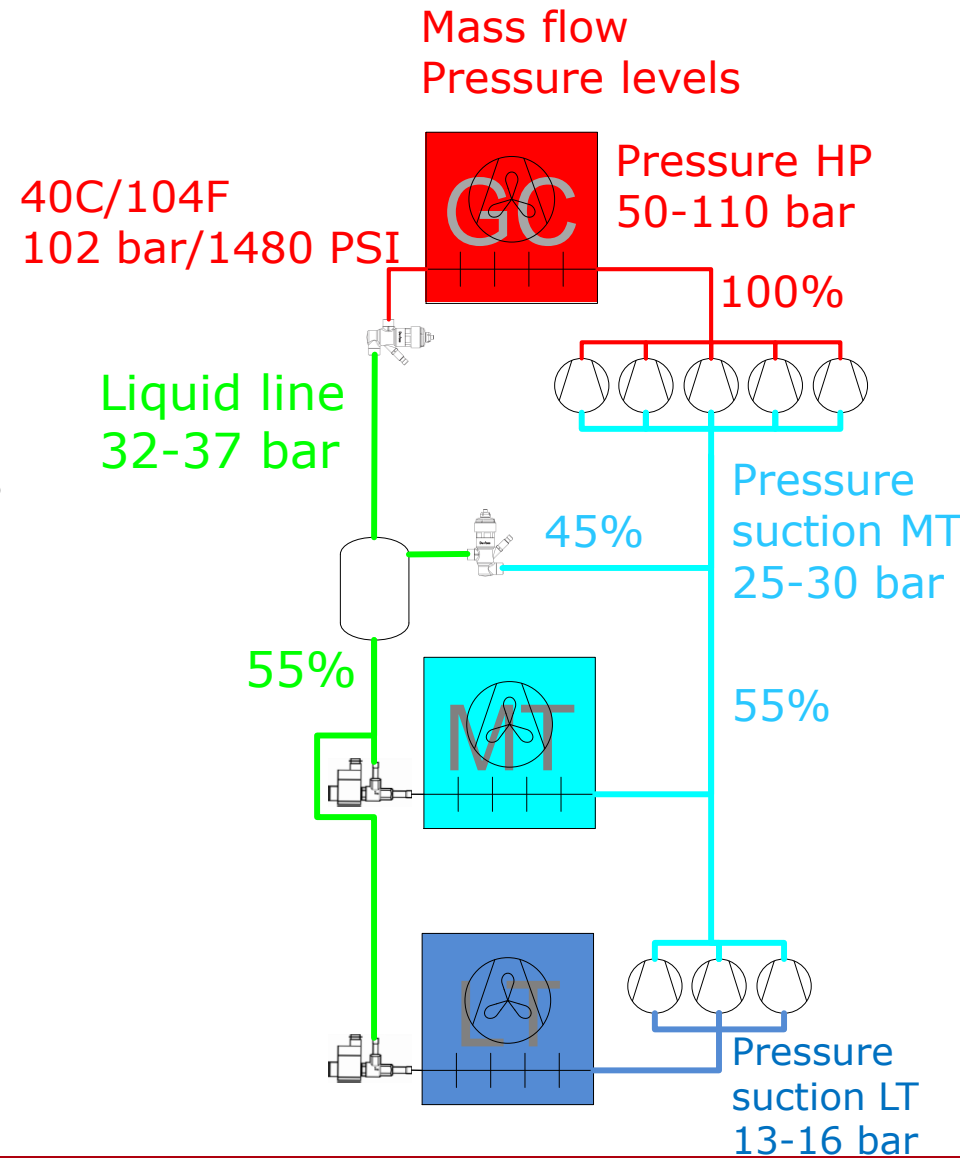 Mass flow
Pressure levels
GC
Pressure HP
50-110 bar
40C/104F
102 bar/1480 PSI
100%
Liquid line
32-37 bar
Pressure
suction MT
25-30 bar
45%
55%
MT
55%
LT
Pressure
suction LT
13-16 bar